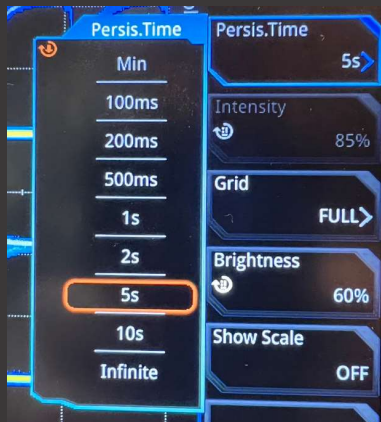 Persis.Time
Min
100ms
200ms
500ms
1s
2s
5s
10s
Infinite
Persis.Time
5s
Intensity
85%
Grid
FULL
Brightness
60%
Show Scale
OFF